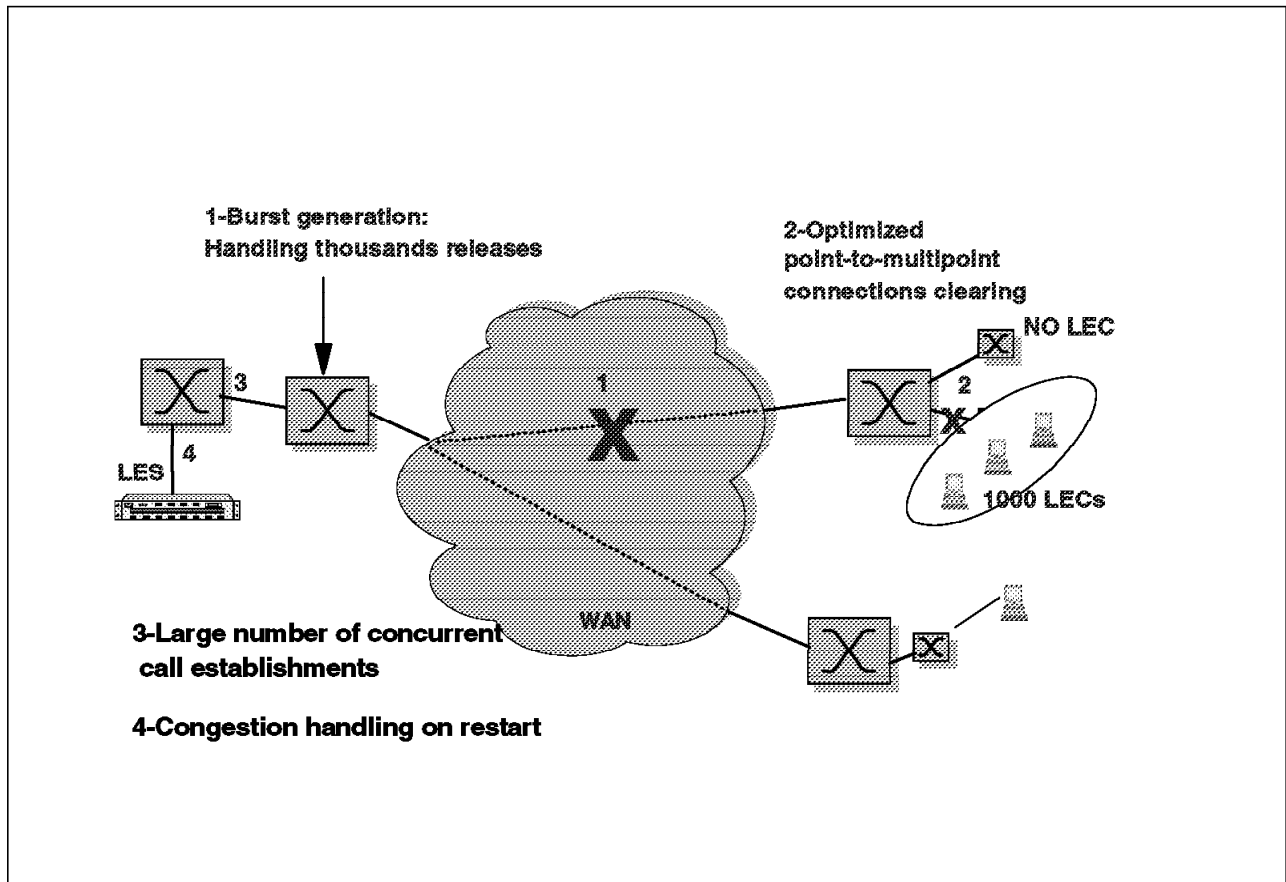 1-Burst generation:
Handling thousands releases
2-Optimized
point-to-multipoint
connections clearing
NO LEC
1
3
2
4
LES
1000 LECs
WAN
3-Large number of concurrent
call establishments
4-Congestion handling on restart